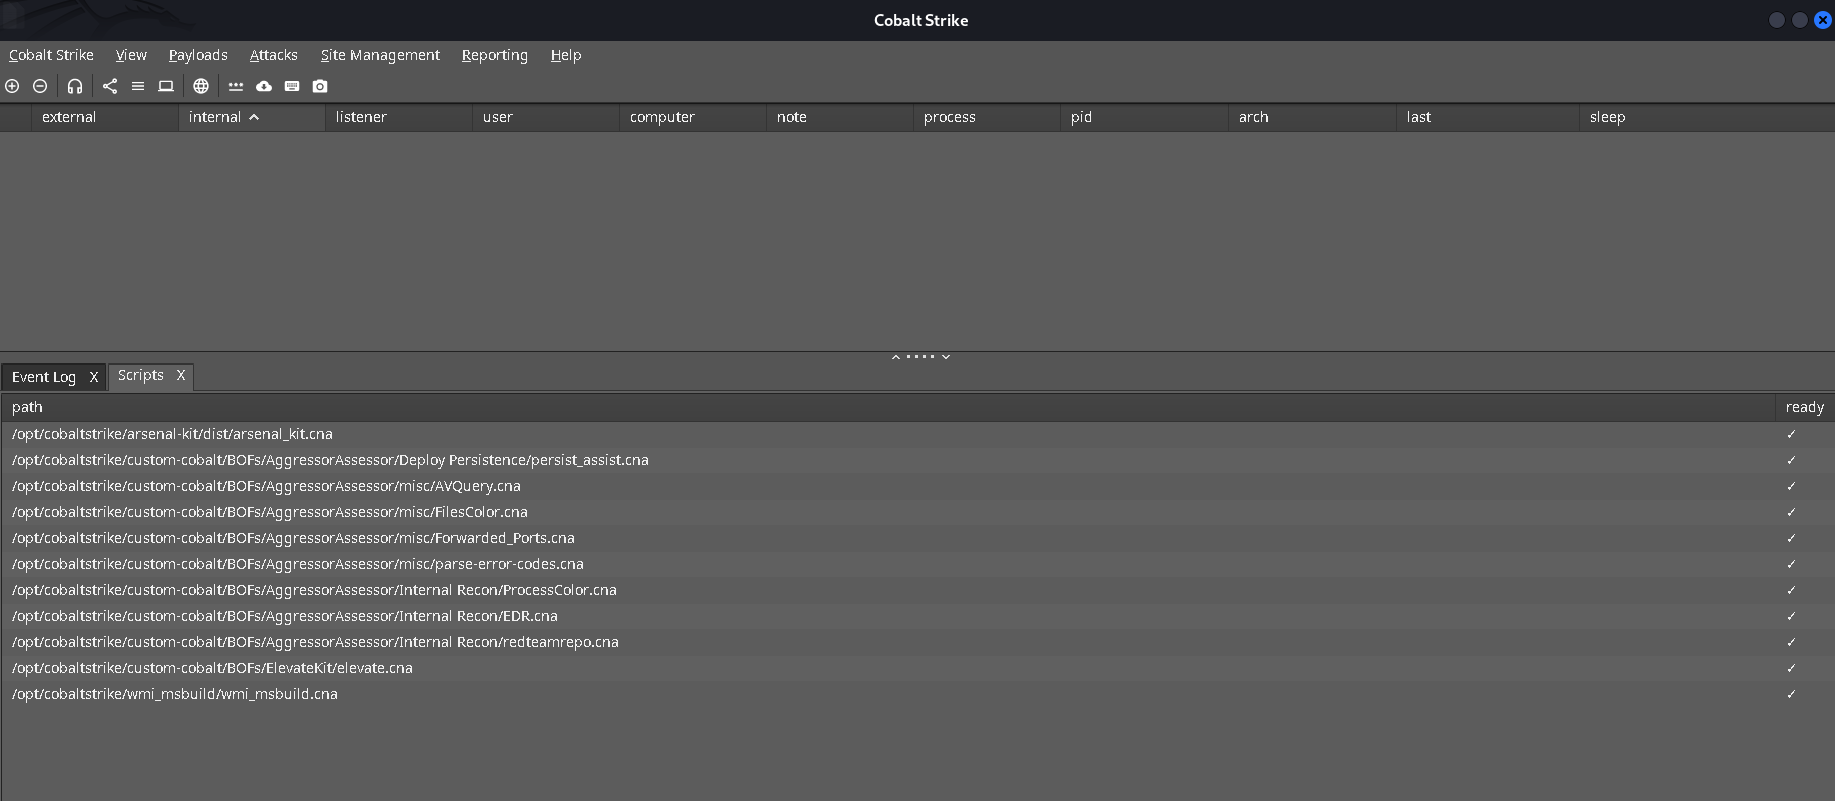 Cobalt Strike
Cobalt Strike View Payloads Attacks Site Management Reporting Help
external internal listener user computer note process pid arch last sleep
Event Log X Scripts X
path ready
/opt/cobaltstrike/arsenal-kit/dist/arsenal_kit.cna ✓
/opt/cobaltstrike/custom-cobalt/BOFs/AggressorAssessor/Deploy Persistence/persist_assist.cna ✓
/opt/cobaltstrike/custom-cobalt/BOFs/AggressorAssessor/misc/AVQuery.cna ✓
/opt/cobaltstrike/custom-cobalt/BOFs/AggressorAssessor/misc/FilesColor.cna ✓
/opt/cobaltstrike/custom-cobalt/BOFs/AggressorAssessor/misc/Forwarded_Ports.cna ✓
/opt/cobaltstrike/custom-cobalt/BOFs/AggressorAssessor/misc/parse-error-codes.cna ✓
/opt/cobaltstrike/custom-cobalt/BOFs/AggressorAssessor/Internal Recon/ProcessColor.cna ✓
/opt/cobaltstrike/custom-cobalt/BOFs/AggressorAssessor/Internal Recon/EDR.cna ✓
/opt/cobaltstrike/custom-cobalt/BOFs/AggressorAssessor/Internal Recon/redteamrepo.cna ✓
/opt/cobaltstrike/custom-cobalt/BOFs/ElevateKit/elevate.cna ✓
/opt/cobaltstrike/wmi_msbuild/wmi_msbuild.cna ✓